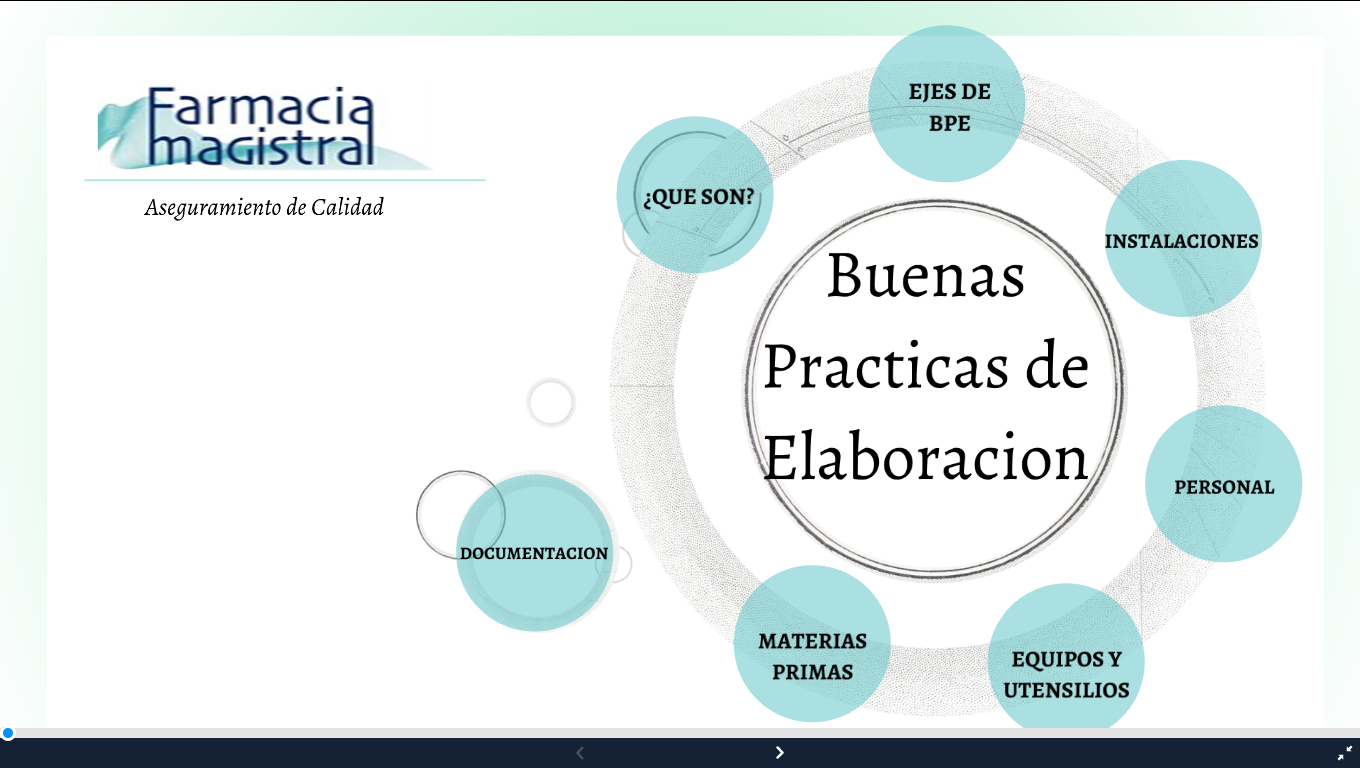 Farmacia
magistral
Aseguramiento de Calidad
¿QUE SON?
EJES DE
BPE
INSTALACIONES
Buenas
Practicas de
Elaboracion
PERSONAL
DOCUMENTACION
MATERIAS
PRIMAS
EQUIPOS Y
UTENSILIOS